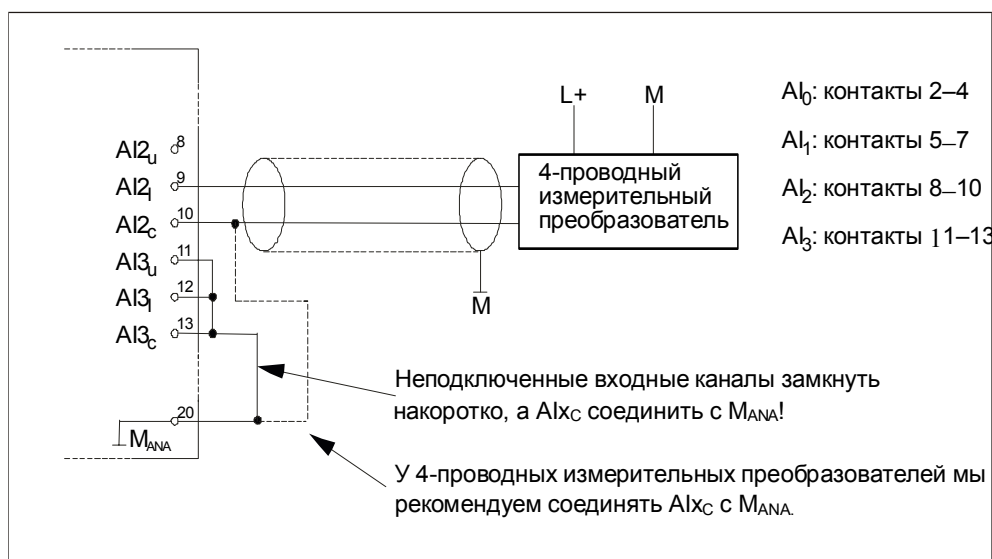 L+ M
AI0: контакты 2–4
AI1: контакты 5–7
AI2: контакты 8–10
AI3: контакты 11–13
4-проводный
измерительный
преобразователь
AI2u 8
AI2I 9
AI2c 10
AI3u 11
AI3I 12
AI3c 13
M
20
MANA
Неподключенные входные каналы замкнуть
накоротко, а AIxC соединить с MANA!
У 4-проводных измерительных преобразователей мы
рекомендуем соединять AIxC с MANA.